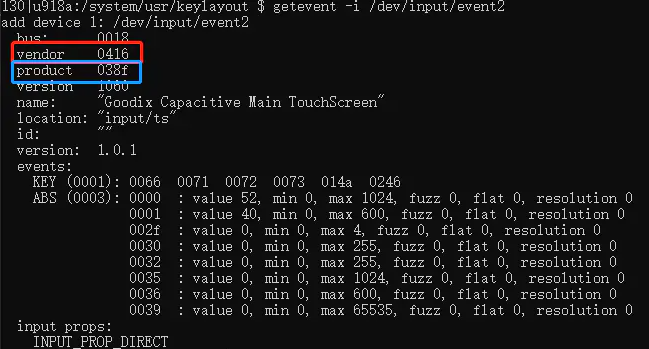 130|u918a:/system/usr/keylayout $ getevent -i /dev/input/event2
add device 1: /dev/input/event2
bus: 0018
vendor 0416
product 038f
version 1060
name: "Goodix Capacitive Main TouchScreen"
location: "input/ts"
id: ""
version: 1.0.1
events:
KEY (0001): 0066 0071 0072 0073 014a 0246
ABS (0003): 0000 : value 52, min 0, max 1024, fuzz 0, flat 0, resolution 0
0001 : value 40, min 0, max 600, fuzz 0, flat 0, resolution 0
002f : value 0, min 0, max 4, fuzz 0, flat 0, resolution 0
0030 : value 0, min 0, max 255, fuzz 0, flat 0, resolution 0
0032 : value 0, min 0, max 255, fuzz 0, flat 0, resolution 0
0035 : value 0, min 0, max 1024, fuzz 0, flat 0, resolution 0
0036 : value 0, min 0, max 600, fuzz 0, flat 0, resolution 0
0039 : value 0, min 0, max 65535, fuzz 0, flat 0, resolution 0
input props:
INPUT_PROP_DIRECT